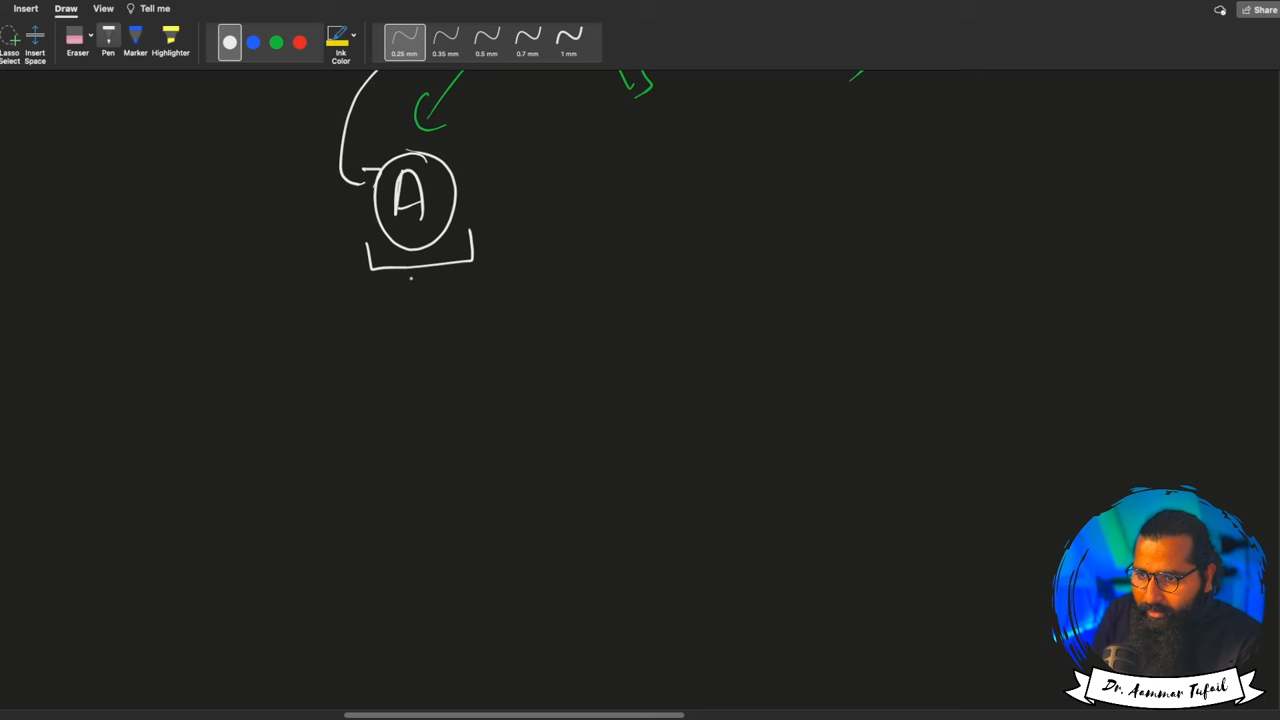 Insert Draw View Tell me
Share
Lasso Select
Insert Space
Eraser
Pen
Marker
Highlighter
Ink Color
0.25 mm
0.35 mm
0.5 mm
0.7 mm
1 mm
A
Dr. Aammar Tufail